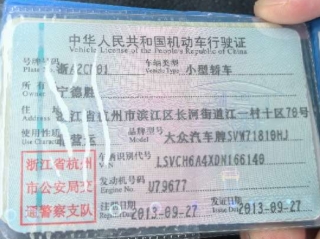 中华人民共和国机动车行驶证
Vehicle License of the People's Republic of China
号牌号码 浙A2C801 车辆类型 小型轿车
Plate No. Vehicle Type
所有人 宁德胜
Owner
住址 浙江省杭州市滨江区长河街道江一村十区78号
使用性质 非营运 品牌型号 大众汽车牌SVW71810HJ
Use Character Model
浙江省杭州 车辆识别代号 LSVCH6A4XDN166140
VIN
市公安局交 发动机号码 U79677
Engine No.
通警察支队 注册日期 2013-09-27 发证日期 2013-09-27
Register Date Issue Date